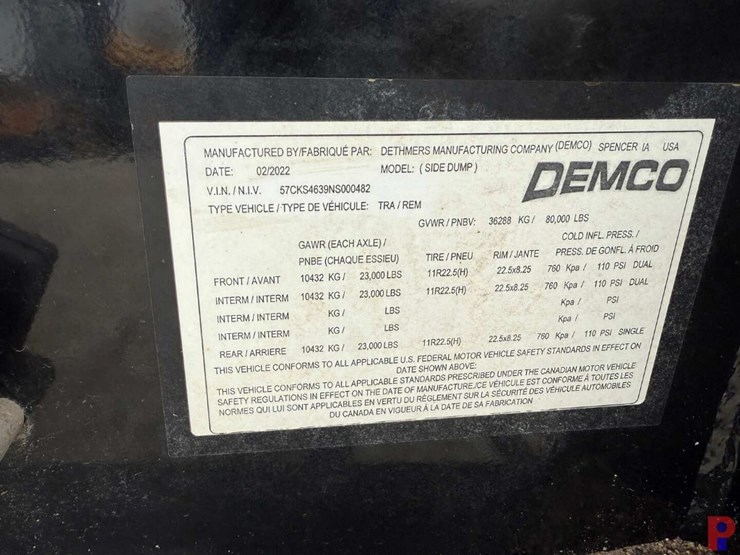 MANUFACTURED BY/FABRIQUÉ PAR: DETHMERS MANUFACTURING COMPANY (DEMCO) SPENCER IA USA
DATE: 02/2022 MODEL: (SIDE DUMP)
DEMCO
V.I.N. / N.I.V. 57CKS4639NS000482
TYPE VEHICLE / TYPE DE VÉHICULE: TRA / REM
GVWR / PNBV: 36288 KG / 80,000 LBS
GAWR (EACH AXLE) / COLD INFL. PRESS. /
PNBE (CHAQUE ESSIEU) TIRE / PNEU RIM / JANTE PRESS. DE GONFL. À FROID
FRONT / AVANT 10432 KG / 23,000 LBS 11R22.5(H) 22.5x8.25 760 Kpa / 110 PSI DUAL
INTERM / INTERM 10432 KG / 23,000 LBS 11R22.5(H) 22.5x8.25 760 Kpa / 110 PSI DUAL
INTERM / INTERM KG / LBS Kpa / PSI
INTERM / INTERM KG / LBS Kpa / PSI
REAR / ARRIERE 10432 KG / 23,000 LBS 11R22.5(H) 22.5x8.25 760 Kpa / 110 PSI SINGLE
THIS VEHICLE CONFORMS TO ALL APPLICABLE U.S. FEDERAL MOTOR VEHICLE SAFETY STANDARDS IN EFFECT ON
DATE SHOWN ABOVE:
THIS VEHICLE CONFORMS TO ALL APPLICABLE STANDARDS PRESCRIBED UNDER THE CANADIAN MOTOR VEHICLE
SAFETY REGULATIONS IN EFFECT ON THE DATE OF MANUFACTURE./CE VÉHICULE EST CONFORME À TOUTES LES
NORMES QUI LUI SONT APPLICABLES EN VERTU DU RÈGLEMENT SUR LA SÉCURITÉ DES VÉHICULE AUTOMOBILES
DU CANADA EN VIGUEUR À LA DATE DE SA FABRICATION